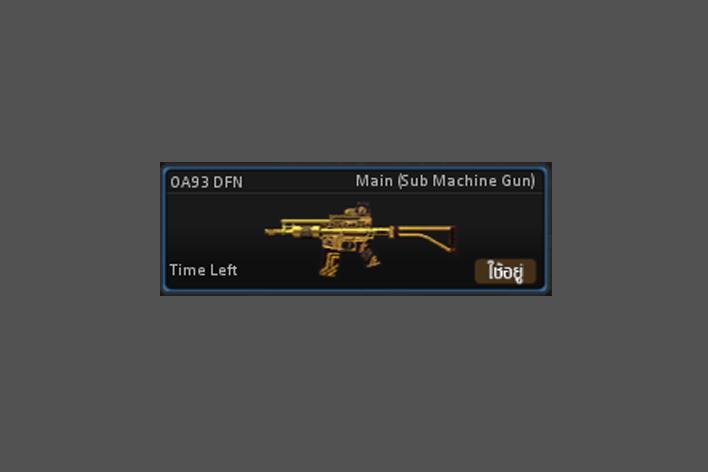 OA93 DFN
Main (Sub Machine Gun)
Time Left
ใช้อยู่